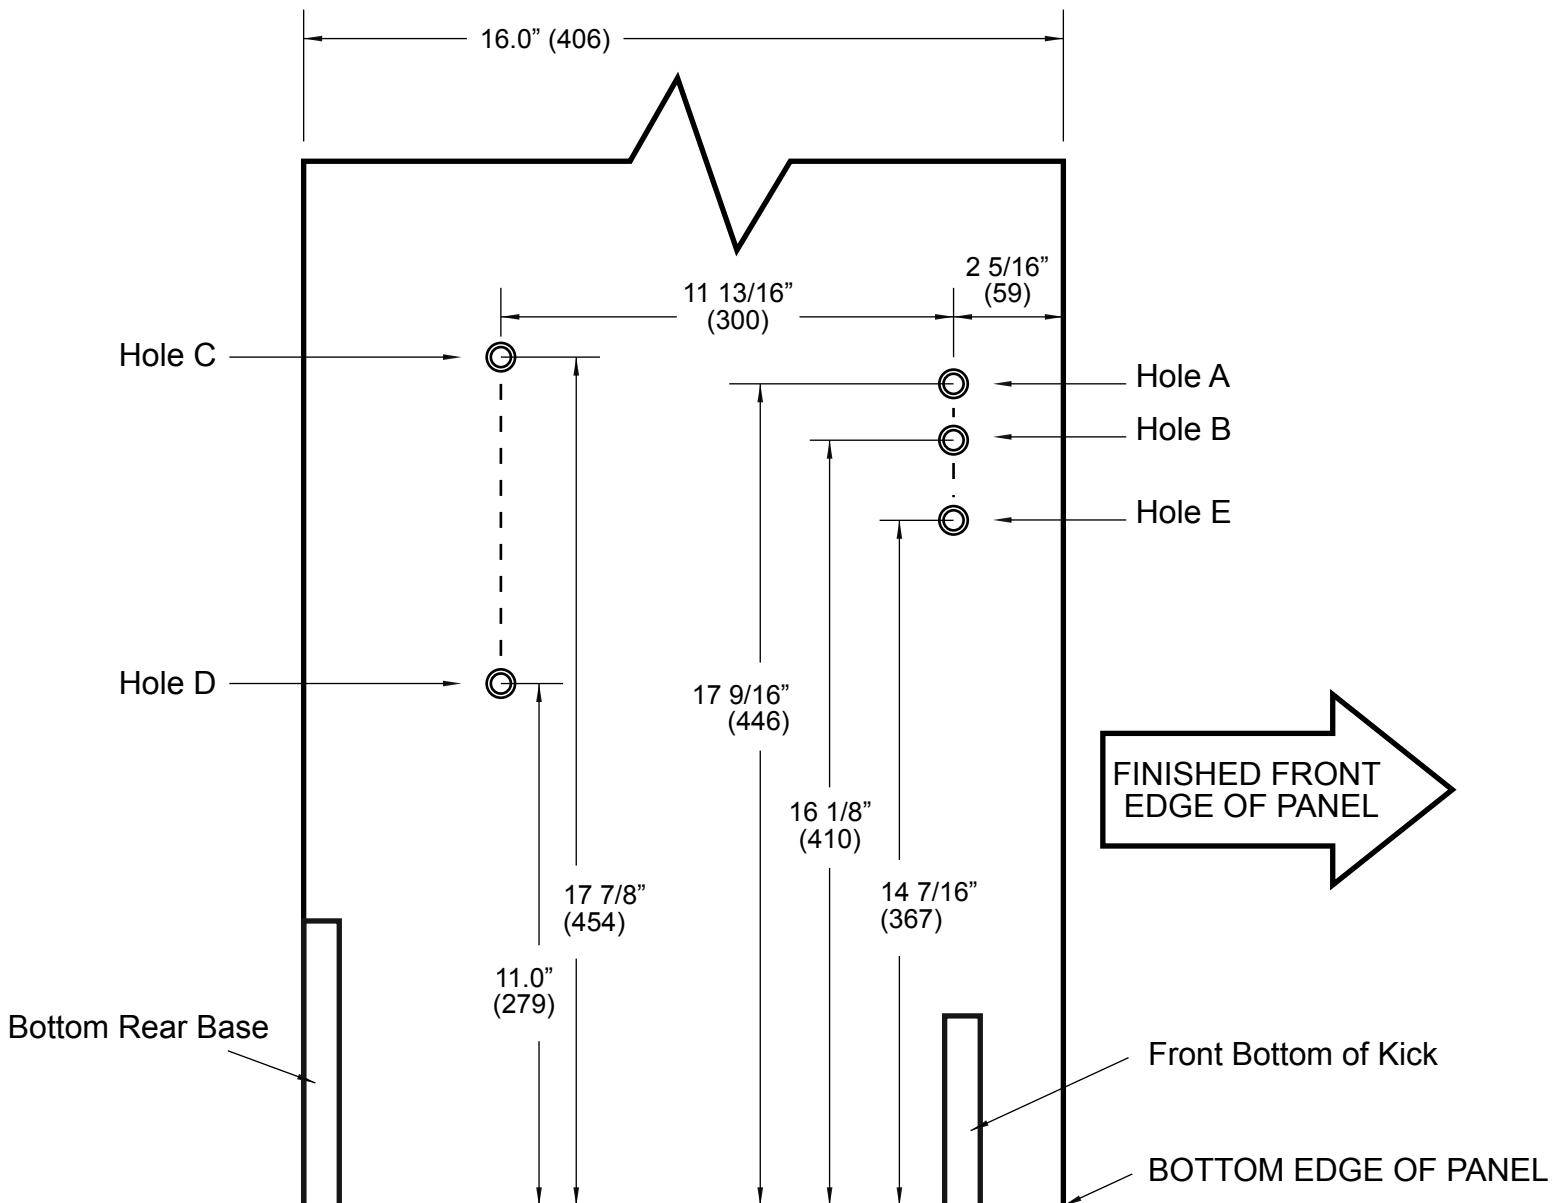 16.0” (406)
2 5/16”
(59)
11 13/16”
(300)
Hole C
Hole A
Hole B
Hole E
Hole D
17 9/16”
(446)
FINISHED FRONT
EDGE OF PANEL
16 1/8”
(410)
17 7/8”
(454)
14 7/16”
(367)
11.0”
(279)
Bottom Rear Base
Front Bottom of Kick
BOTTOM EDGE OF PANEL